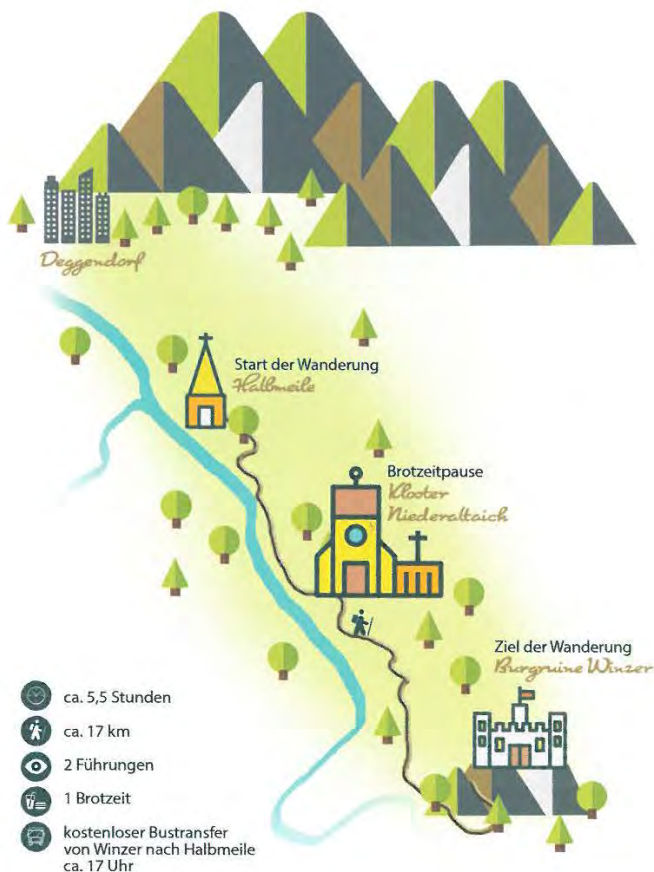 Deggendorf
Start der Wanderung
Halbmeile
Brotzeitpause
Kloster
Niederaltaich
Ziel der Wanderung
Burgruine Winzer
ca. 5,5 Stunden
ca. 17 km
2 Führungen
1 Brotzeit
kostenloser Bustransfer
von Winzer nach Halbmeile
ca. 17 Uhr